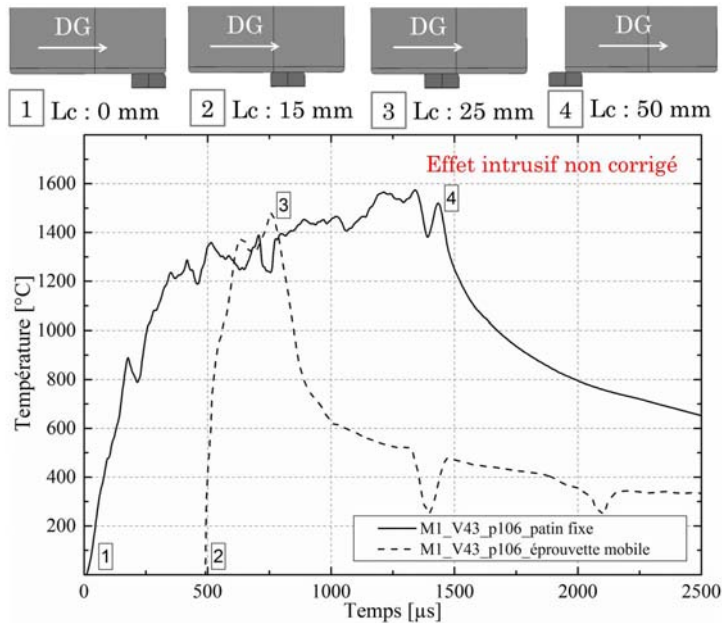 DG DG DG DG
1 Lc : 0 mm 2 Lc : 15 mm 3 Lc : 25 mm 4 Lc : 50 mm
Effet intrusif non corrigé
1600
1400
1200
1000
800
600
400
200
Température [°C]
1
2
3
4
M1_V43_p106_patin fixe
M1_V43_p106_éprouvette mobile
0 500 1000 1500 2000 2500
Temps [µs]